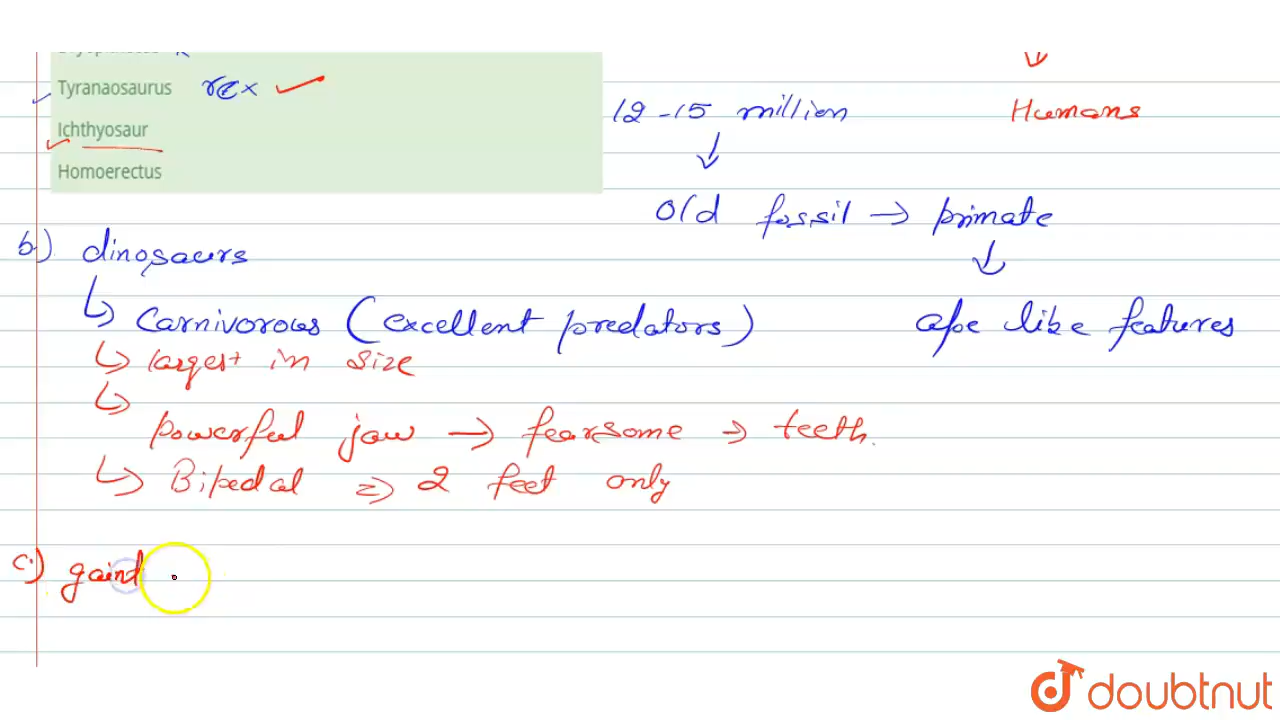 Tyranaosaurus rex
Ichthyosaur
Homoerectus
Humans
12-15 million
old fossil → primate
ape like features
b) dinosaurs
Carnivorous (excellent predators)
largest in size
powerful jaw → fearsome → teeth.
Bipedal => 2 feet only
c) gaind
doubtnut